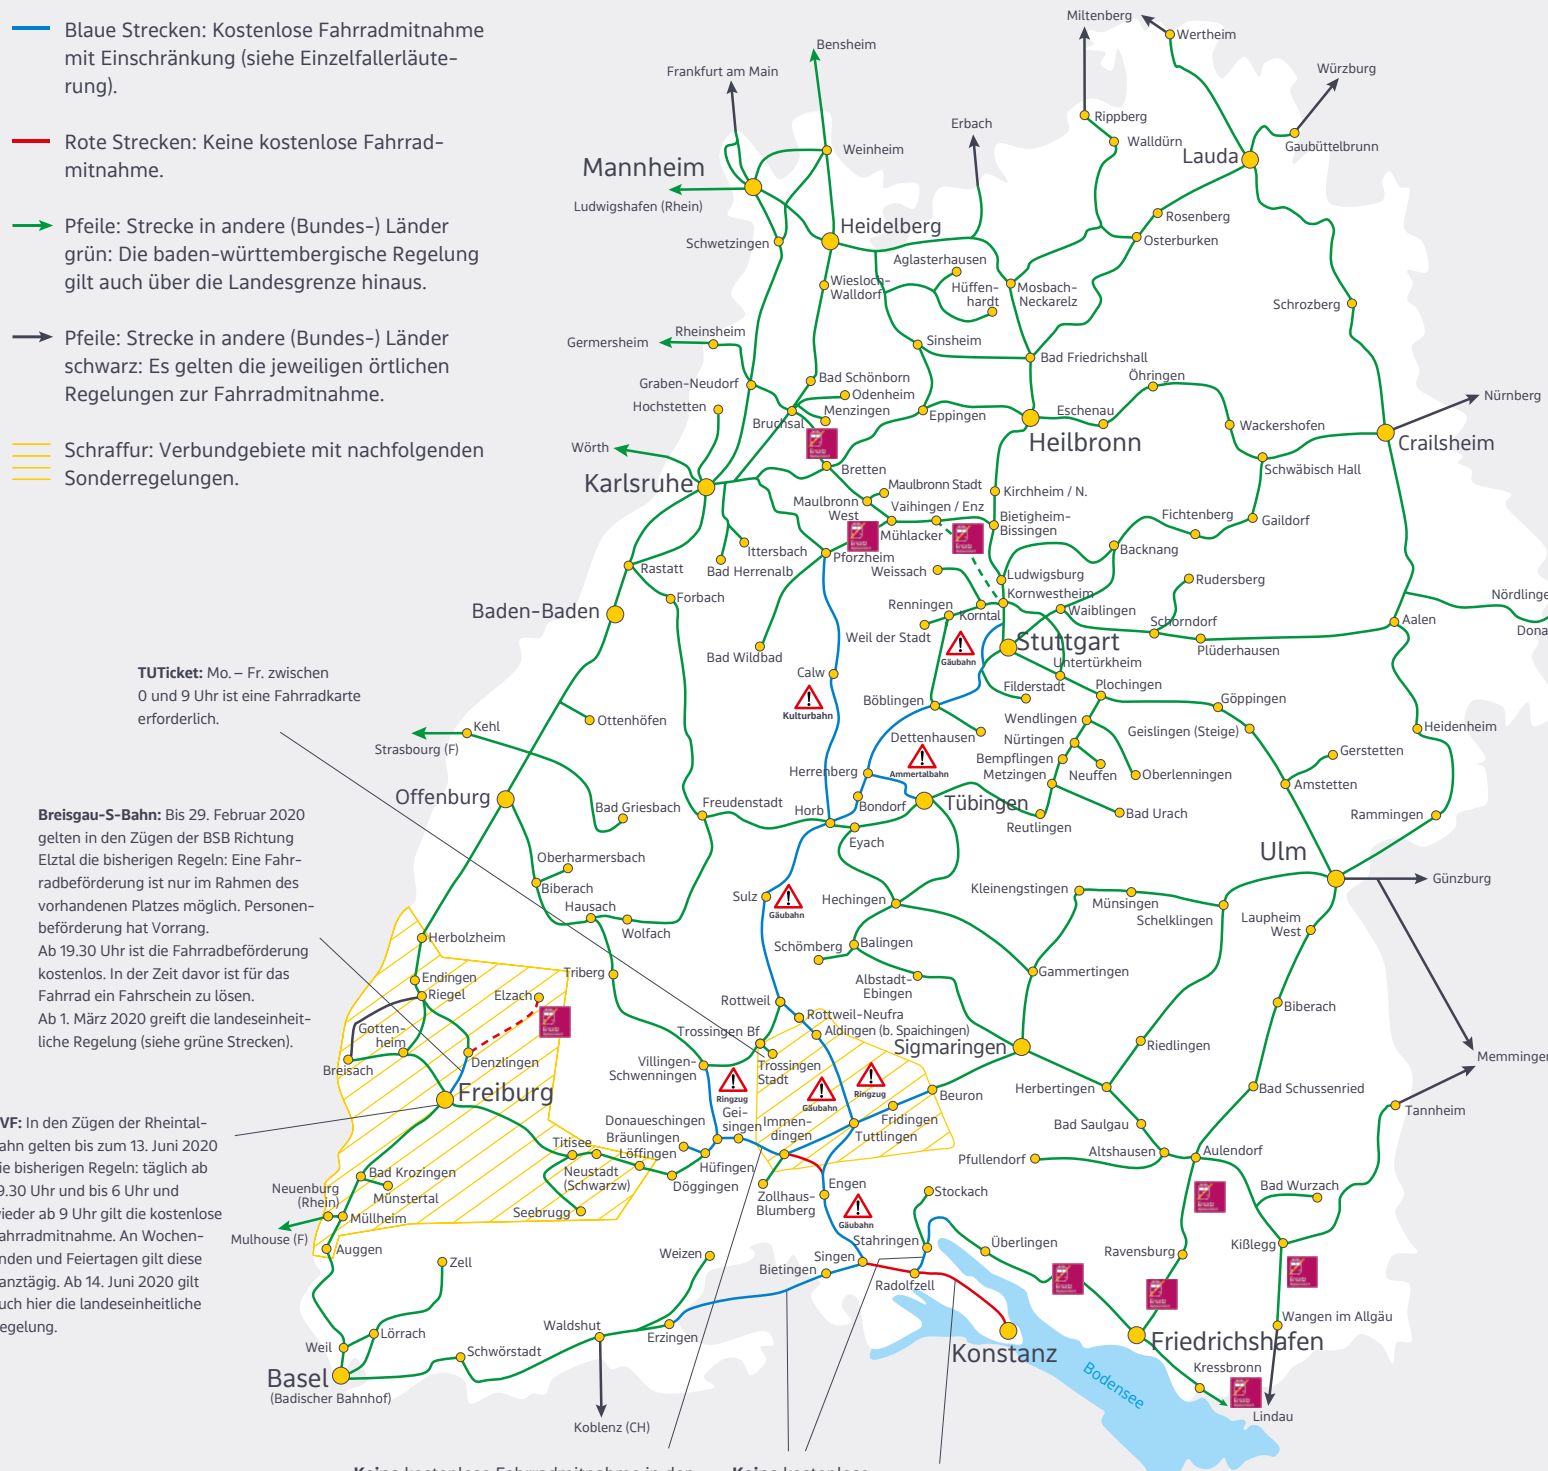 Blaue Strecken: Kostenlose Fahrradmitnahme
mit Einschränkung (siehe Einzelfallerläute-
rung).
Rote Strecken: Keine kostenlose Fahrrad-
mitnahme.
Pfeile: Strecke in andere (Bundes-) Länder
grün: Die baden-württembergische Regelung
gilt auch über die Landesgrenze hinaus.
Pfeile: Strecke in andere (Bundes-) Länder
schwarz: Es gelten die jeweiligen örtlichen
Regelungen zur Fahrradmitnahme.
Schraffur: Verbundgebiete mit nachfolgenden
Sonderregelungen.
TUTicket: Mo. – Fr. zwischen
0 und 9 Uhr ist eine Fahrradkarte
erforderlich.
Breisgau-S-Bahn: Bis 29. Februar 2020
gelten in den Zügen der BSB Richtung
Elztal die bisherigen Regeln: Eine Fahr-
radbeförderung ist nur im Rahmen des
vorhandenen Platzes möglich. Personen-
beförderung hat Vorrang.
Ab 19.30 Uhr ist die Fahrradbeförderung
kostenlos. In der Zeit davor ist für das
Fahrrad ein Fahrschein zu lösen.
Ab 1. März 2020 greift die landeseinheit-
liche Regelung (siehe grüne Strecken).
VF: In den Zügen der Rheintal-
ahn gelten bis zum 13. Juni 2020
ie bisherigen Regeln: täglich ab
9.30 Uhr und bis 6 Uhr und
ieder ab 9 Uhr gilt die kostenlose
ahrradmitnahme. An Wochen-
nden und Feiertagen gilt diese
anztägig. Ab 14. Juni 2020 gilt
uch hier die landeseinheitliche
egelung.
Miltenberg
Wertheim
Bensheim
Frankfurt am Main
Würzburg
Erbach
Rippberg
Walldürn
Lauda
Gaubüttelbrunn
Weinheim
Mannheim
Ludwigshafen (Rhein)
Rosenberg
Osterburken
Schwetzingen
Heidelberg
Aglasterhausen
Hüffen-
hardt
Mosbach-
Neckarelz
Wiesloch-
Walldorf
Schrozberg
Rheinsheim
Germersheim
Sinsheim
Bad Friedrichshall
Graben-Neudorf
Bad Schönborn
Odenheim
Menzingen
Hochstetten
Bruchsal
Eppingen
Öhringen
Eschenau
Nürnberg
Wackershofen
Heilbronn
Crailsheim
Wörth
Karlsruhe
Bretten
Schwäbisch Hall
Maulbronn Stadt
Maulbronn
West
Vaihingen / Enz
Kirchheim / N.
Mühlacker
Bietigheim-
Bissingen
Fichtenberg
Gaildorf
Backnang
Ittersbach
Bad Herrenalb
Pforzheim
Weissach
Ludwigsburg
Rudersberg
Rastatt
Kornwestheim
Forbach
Renningen
Korntal
Waiblingen
Schorndorf
Nördlinge
Dona
Aalen
Baden-Baden
Weil der Stadt
Stuttgart
Plüderhausen
Bad Wildbad
Gäubahn
Untertürkheim
Calw
Filderstadt
Plochingen
Kulturbahn
Böblingen
Göppingen
Wendlingen
Geislingen (Steige)
Heidenheim
Kehl
Strasbourg (F)
Ottenhöfen
Dettenhausen
Nürtingen
Gerstetten
Bempflingen
Metzingen
Neuffen
Oberlenningen
Herrenberg
Ammertalbahn
Amstetten
Offenburg
Bad Griesbach
Freudenstadt
Horb
Bondorf
Tübingen
Bad Urach
Reutlingen
Rammingen
Eyach
Ulm
Oberharmersbach
Biberach
Günzburg
Kleinengstingen
Münsingen
Hausach
Sulz
Gäubahn
Hechingen
Schelklingen
Laupheim
West
Wolfach
Herbolzheim
Schömberg
Balingen
Triberg
Albstadt-
Ebingen
Gammertingen
Endingen
Riegel
Elzach
Rottweil
Biberach
Rottweil-Neufra
Gotten-
heim
Trossingen Bf
Aldingen (b. Spaichingen)
Sigmaringen
Riedlingen
Memmingen
Breisach
Denzlingen
Villingen-
Schwenningen
Trossingen
Stadt
Freiburg
Ringzug
Gäubahn
Ringzug
Beuron
Herbertingen
Bad Schussenried
Tannheim
Donaueschingen
Gei-
singen
Immen-
dingen
Fridingen
Tuttlingen
Bad Saulgau
Bräunlingen
Löffingen
Titisee
Hüfingen
Altshausen
Aulendorf
Pfullendorf
Bad Krozingen
Münstertal
Neustadt
(Schwarzw)
Döggingen
Neuenburg
(Rhein)
Seebrugg
Zollhaus-
Blumberg
Engen
Stockach
Bad Wurzach
Müllheim
Mulhouse (F)
Gäubahn
Auggen
Zell
Weizen
Singen
Stahringen
Überlingen
Ravensburg
Kißlegg
Bietingen
Radolfzell
Lörrach
Weil
Waldshut
Erzingen
Wangen im Allgäu
Schwörstadt
Konstanz
Friedrichshafen
Basel
(Badischer Bahnhof)
Bodensee
Kressbronn
Koblenz (CH)
Lindau
Keine kostenlose Fahrradmitnahme in den
Keine kostenlose